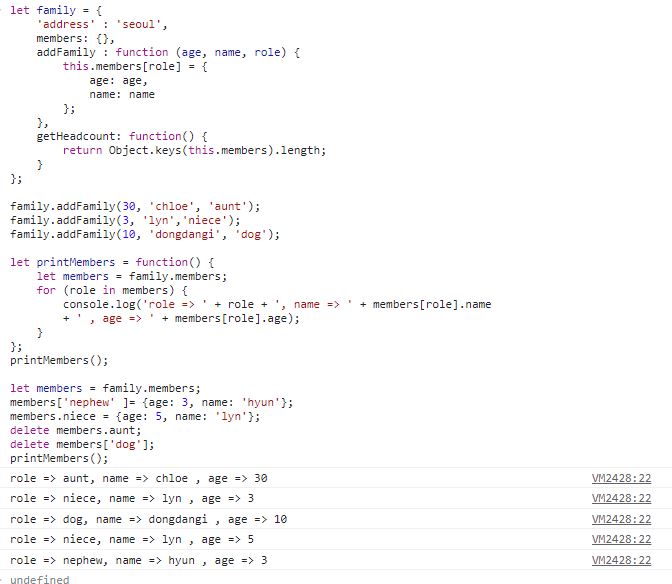 let family = {
    'address' : 'seoul',
    members: {},
    addFamily : function (age, name, role) {
        this.members[role] = {
            age: age,
            name: name
        };
    },
    getHeadcount: function() {
        return Object.keys(this.members).length;
    }
};

family.addFamily(30, 'chloe', 'aunt');
family.addFamily(3, 'lyn','niece');
family.addFamily(10, 'dongdangi', 'dog');

let printMembers = function() {
    let members = family.members;
    for (role in members) {
        console.log('role => ' + role + ', name => ' + members[role].name
        + ' , age => ' + members[role].age);
    }
};
printMembers();

let members = family.members;
members['nephew' ]= {age: 3, name: 'hyun'};
members.niece = {age: 5, name: 'lyn'};
delete members.aunt;
delete members['dog'];
printMembers();
role => aunt, name => chloe , age => 30 VM2428:22
role => niece, name => lyn , age => 3 VM2428:22
role => dog, name => dongdangi , age => 10 VM2428:22
role => niece, name => lyn , age => 5 VM2428:22
role => nephew, name => hyun , age => 3 VM2428:22
undefined